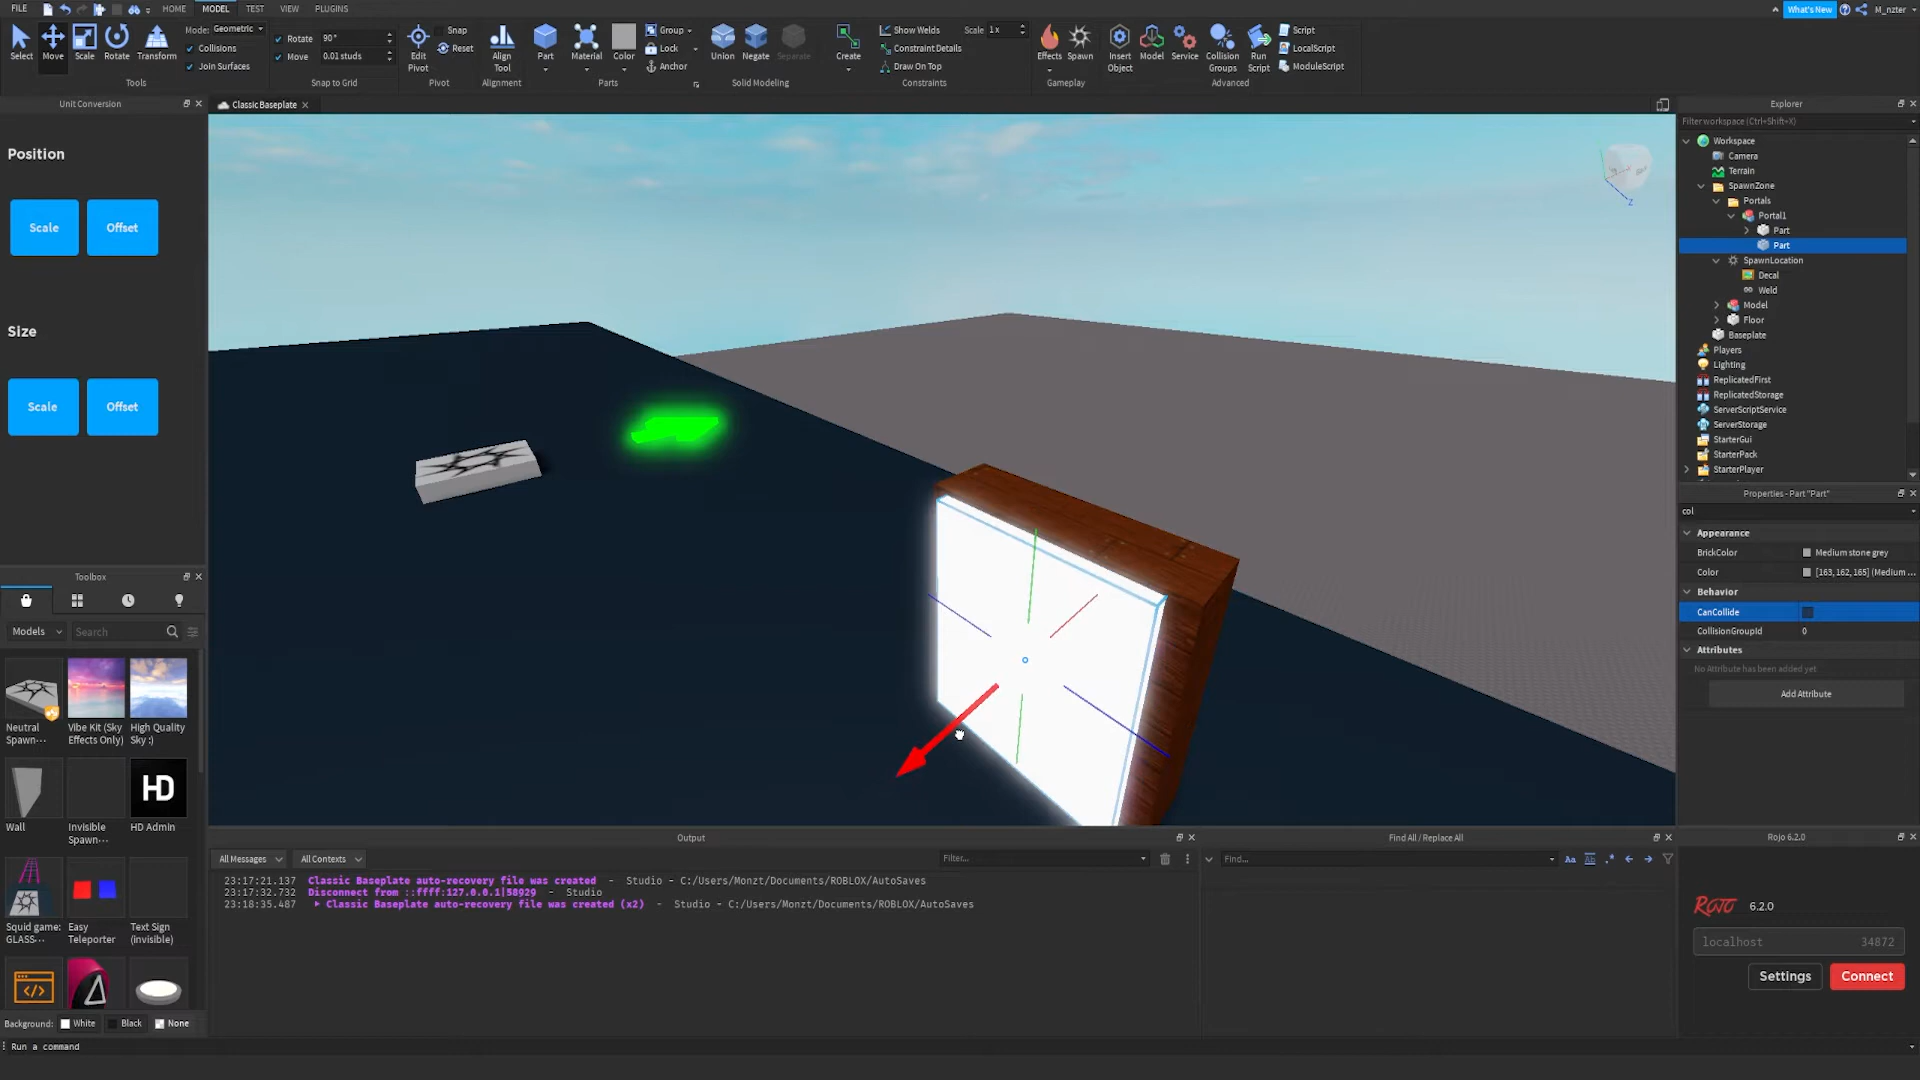 FILE HOME MODEL TEST VIEW PLUGINS What's New M_nzter
Select Move Scale Rotate Transform
Mode: Geometric
Collisions
Join Surfaces
Tools
Rotate 90°
Move 0.01 studs
Snap to Grid
Edit Pivot
Snap
Reset
Pivot
Align Tool
Alignment
Part Material Color
Group
Lock
Anchor
Parts
Union Negate Separate
Solid Modeling
Create
Show Welds Scale 1x
Constraint Details
Draw On Top
Constraints
Effects Spawn
Gameplay
Insert Object Model Service Collision Groups Run Script
Script
LocalScript
ModuleScript
Advanced
Unit Conversion
Position
Scale Offset
Size
Scale Offset
Toolbox
Models Search
Neutral Spawn...
Vibe Kit (Sky Effects Only)
High Quality Sky :)
Wall
Invisible Spawn...
HD
HD Admin
Squid game: GLASS...
Easy Teleporter
Text Sign (invisible)
Background: White Black None
Run a command
Classic Baseplate
Z
Output
All Messages All Contexts Filter...
23:17:21.137 Classic Baseplate auto-recovery file was created - Studio - C:/Users/Monzt/Documents/ROBLOX/AutoSaves
23:17:32.732 Disconnect from ::ffff:127.0.0.1|58929 - Studio
23:18:35.487 Classic Baseplate auto-recovery file was created (x2) - Studio - C:/Users/Monzt/Documents/ROBLOX/AutoSaves
Find All / Replace All
Find...
Aa Ab .*
Explorer
Filter workspace (Ctrl+Shift+X)
Workspace
Camera
Terrain
SpawnZone
Portals
Portal1
Part
Part
SpawnLocation
Decal
Weld
Model
Floor
Baseplate
Players
Lighting
ReplicatedFirst
ReplicatedStorage
ServerScriptService
ServerStorage
StarterGui
StarterPack
StarterPlayer
Properties - Part "Part"
col
Appearance
BrickColor Medium stone grey
Color [163, 162, 165] (Medium ...
Behavior
CanCollide
CollisionGroupId 0
Attributes
No Attribute has been added yet
Add Attribute
Rojo 6.2.0
ROJO 6.2.0
localhost 34872
Settings Connect